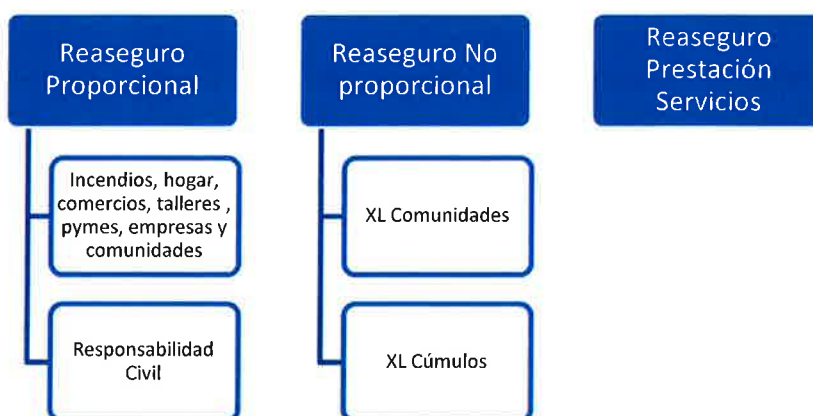 Reaseguro
Proporcional
Incendios, hogar,
comercios, talleres ,
pymes, empresas y
comunidades
Responsabilidad
Civil
Reaseguro No
proporcional
XL Comunidades
XL Cúmulos
Reaseguro
Prestación
Servicios